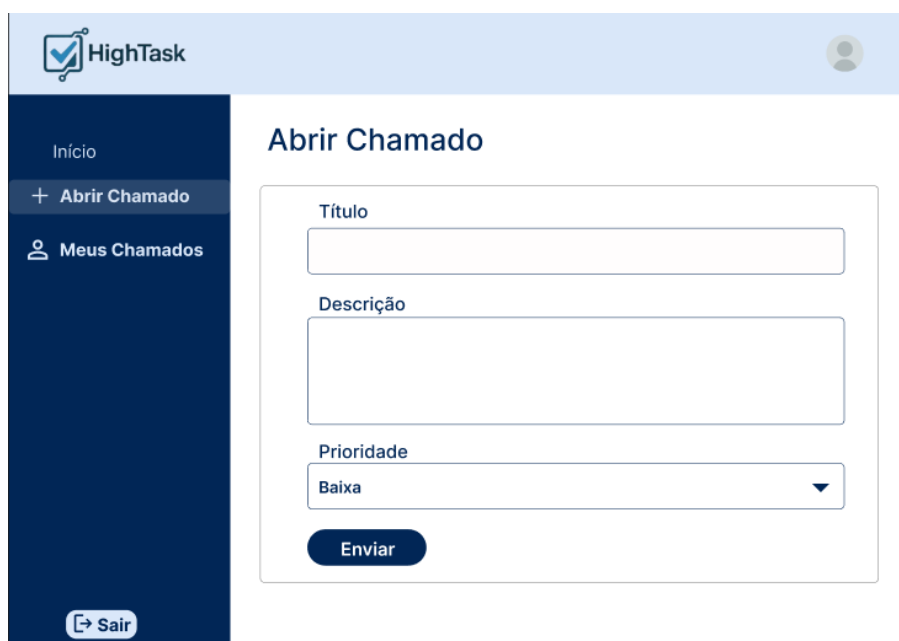 HighTask
Início
Abrir Chamado
Meus Chamados
Sair
Abrir Chamado
Título
Descrição
Prioridade
Baixa
Enviar